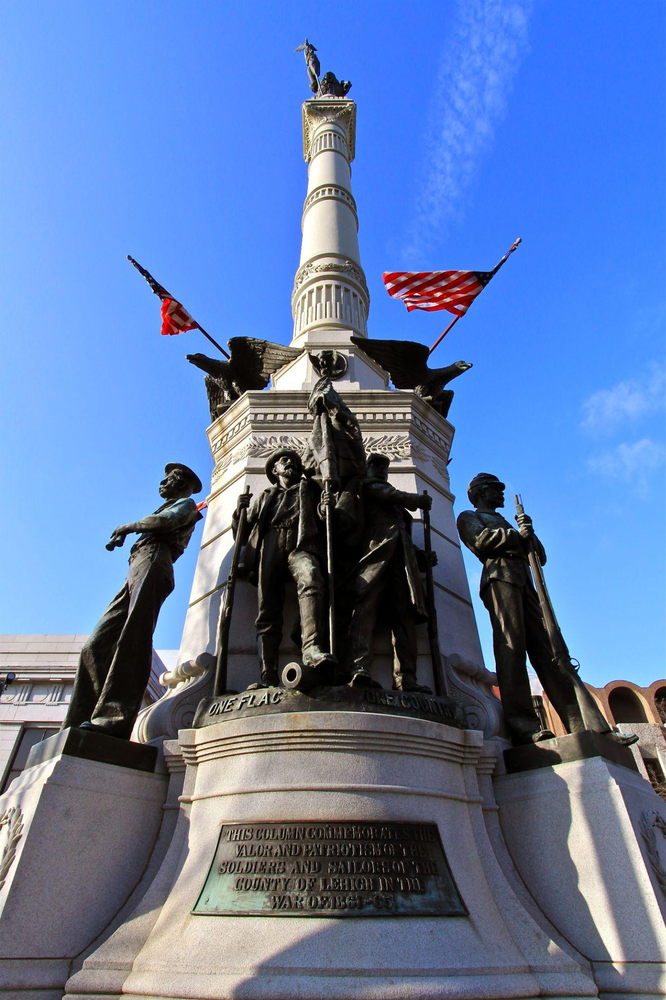 ONE FLAG ONE COUNTRY
THIS COLUMN COMMEMORATES THE
VALOR AND PATRIOTISM OF THE
SOLDIERS AND SAILORS OF THE
COUNTY OF LEHIGH IN THE
WAR OF 1861-65.